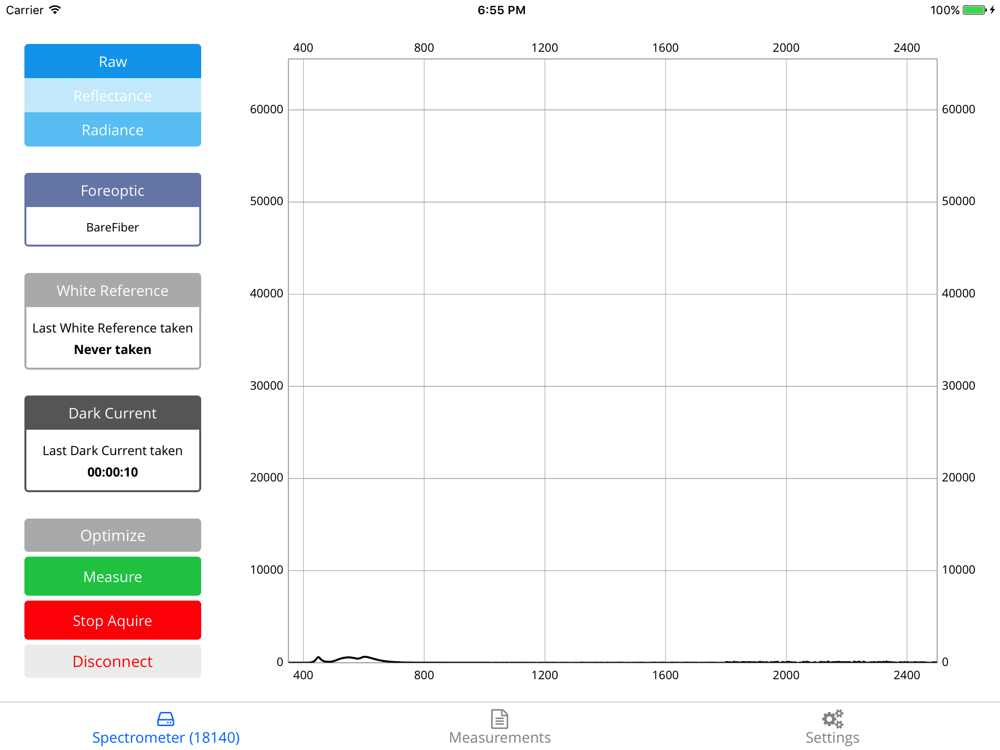 Carrier 6:55 PM 100%
Raw
Reflectance
Radiance
Foreoptic
BareFiber
White Reference
Last White Reference taken
Never taken
Dark Current
Last Dark Current taken
00:00:10
Optimize
Measure
Stop Aquire
Disconnect
400 800 1200 1600 2000 2400
60000 60000
50000 50000
40000 40000
30000 30000
20000 20000
10000 10000
0 0
400 800 1200 1600 2000 2400
Spectrometer (18140) Measurements Settings